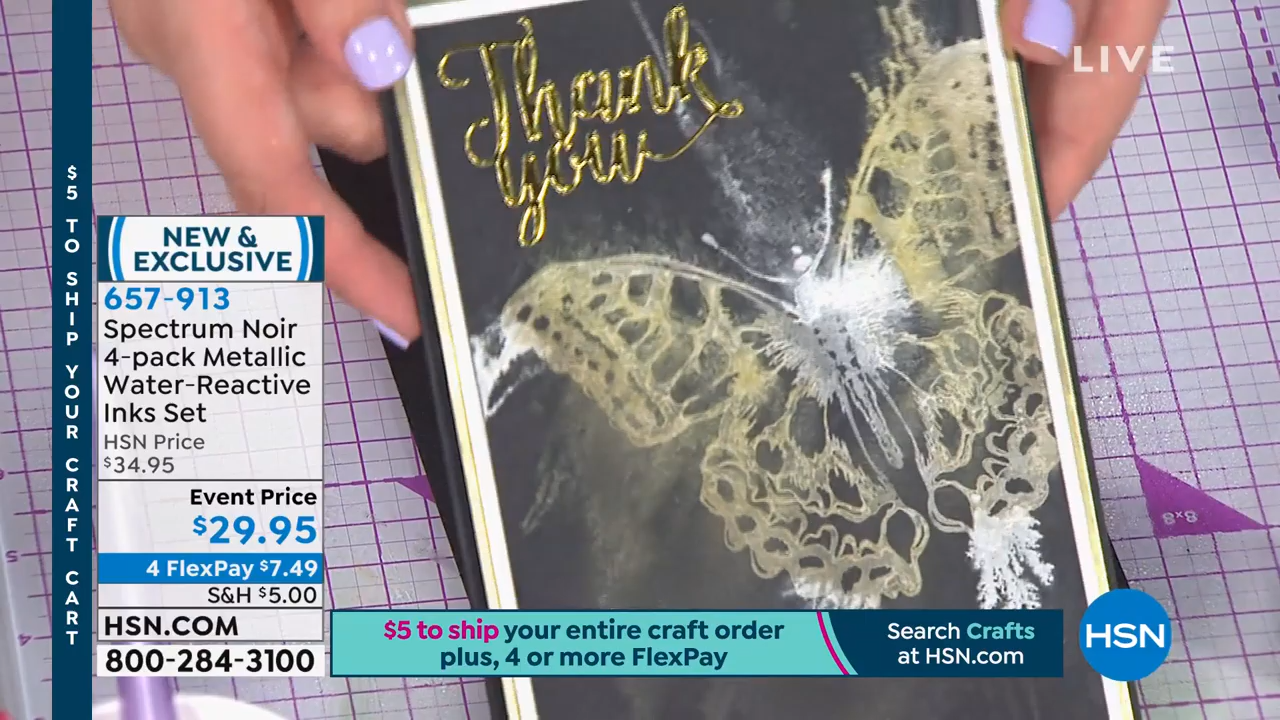 LIVE
Thank
you
$5 TO SHIP YOUR CRAFT CART
NEW &
EXCLUSIVE
657-913
Spectrum Noir
4-pack Metallic
Water-Reactive
Inks Set
HSN Price
$34.95
Event Price
$29.95
4 FlexPay $7.49
S&H $5.00
HSN.COM
800-284-3100
$5 to ship your entire craft order
plus, 4 or more FlexPay
Search Crafts
at HSN.com
HSN
8x8
5
4